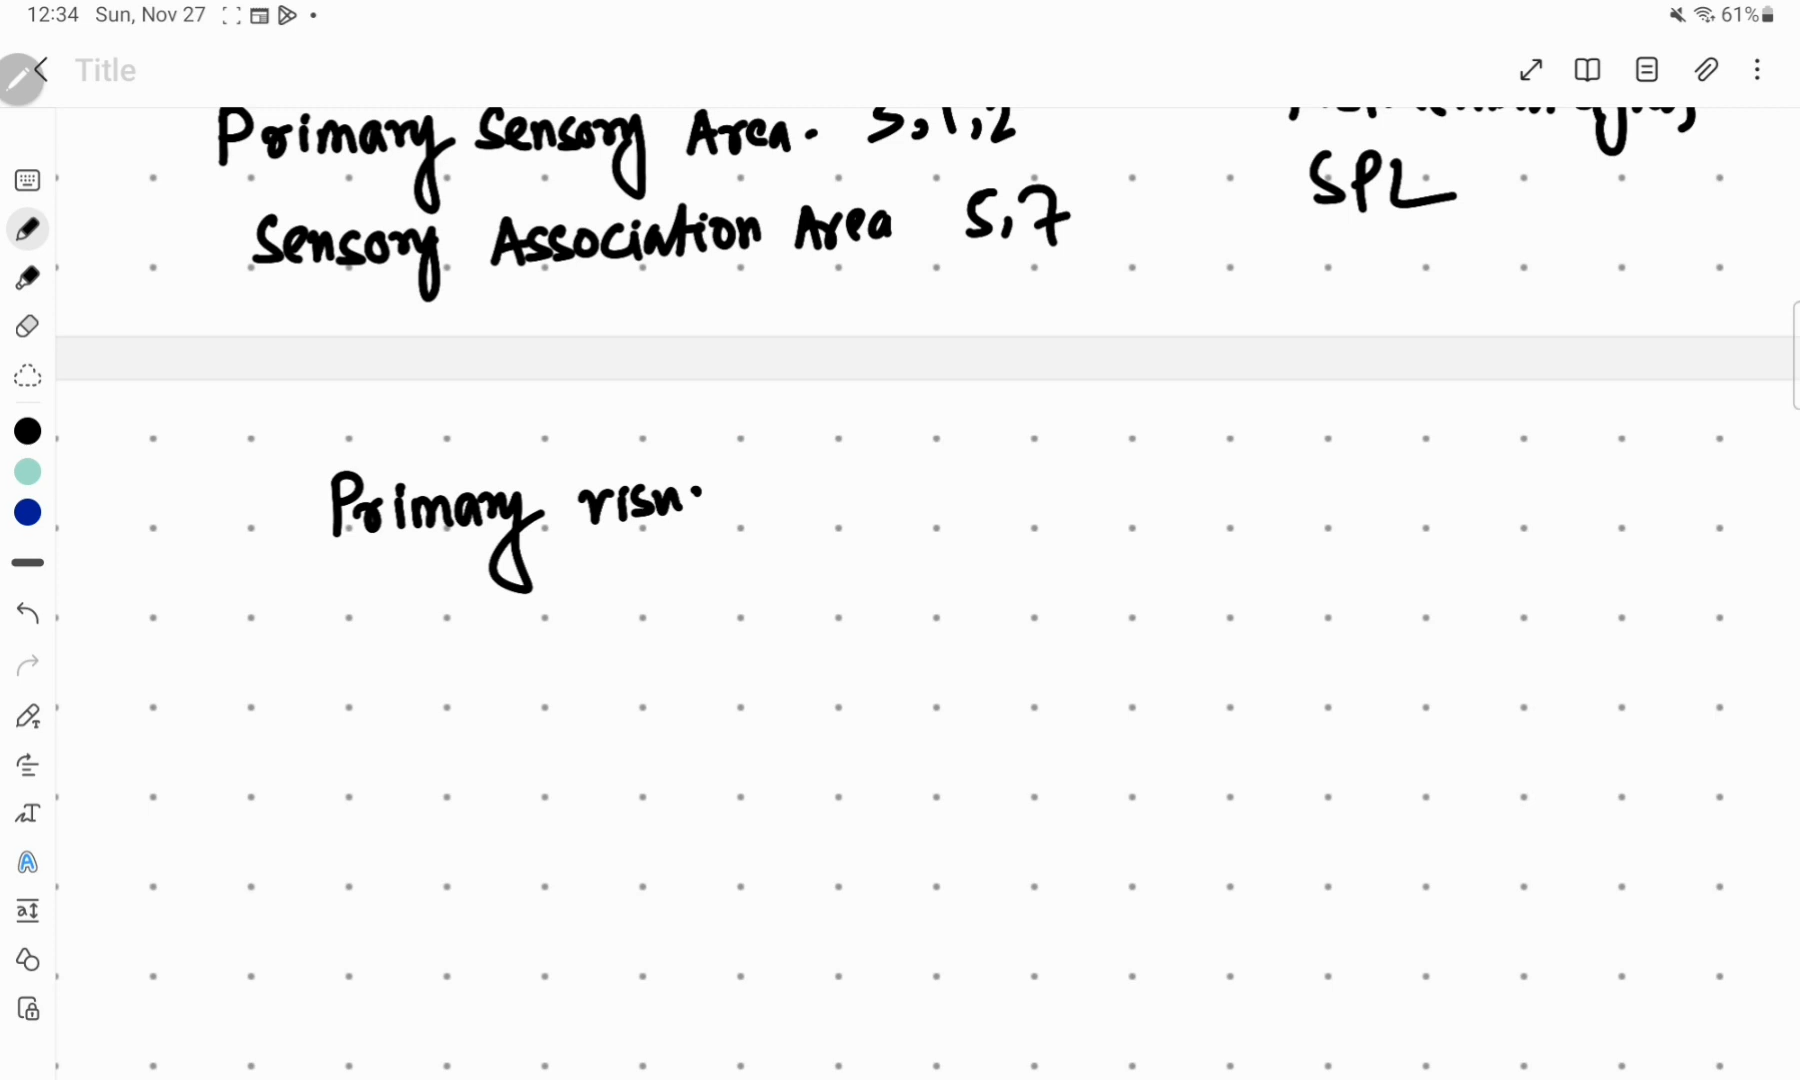 12:34 Sun, Nov 27 61%
Title
Primary Sensory Area. 3,1,2
SPL
Sensory Association Area 5,7
Primary visu.